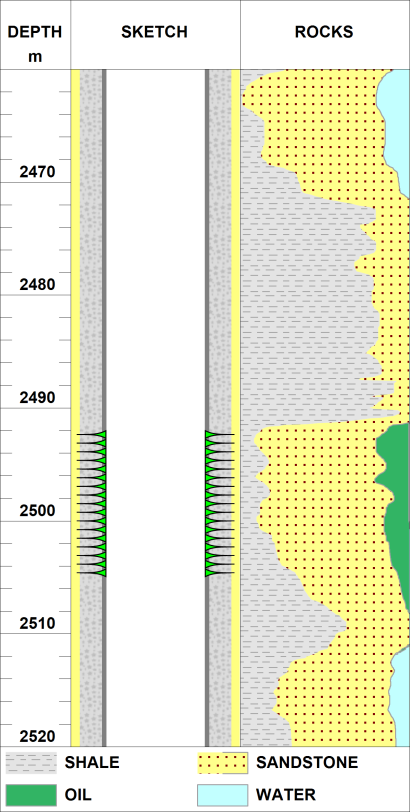 DEPTH SKETCH ROCKS
m
2470
2480
2490
2500
2510
2520
SHALE SANDSTONE
OIL WATER